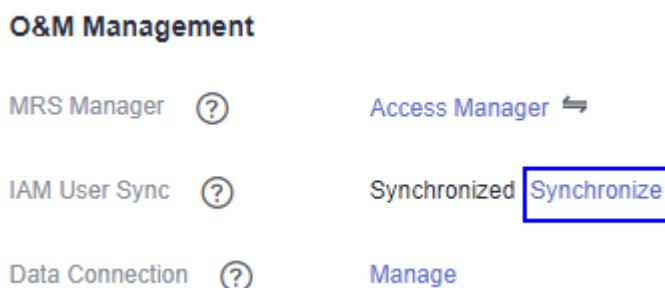 O&M Management
MRS Manager ? Access Manager
IAM User Sync ? Synchronized Synchronize
Data Connection ? Manage